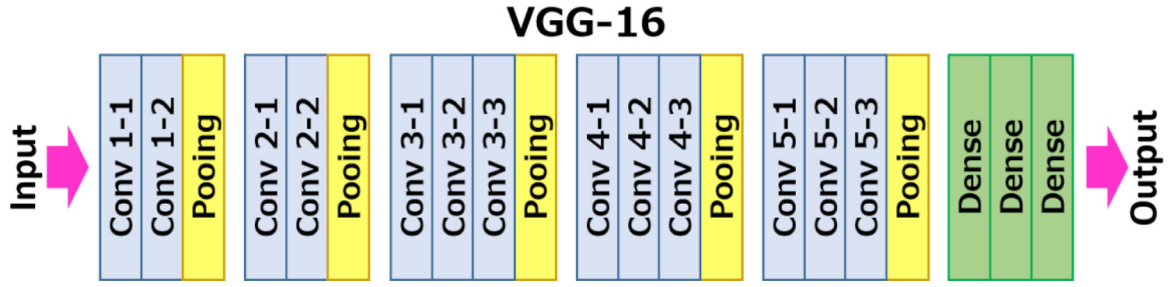 VGG-16
Input
Conv 1-1
Conv 1-2
Pooing
Conv 2-1
Conv 2-2
Pooing
Conv 3-1
Conv 3-2
Conv 3-3
Pooing
Conv 4-1
Conv 4-2
Conv 4-3
Pooing
Conv 5-1
Conv 5-2
Conv 5-3
Pooing
Dense
Dense
Dense
Output